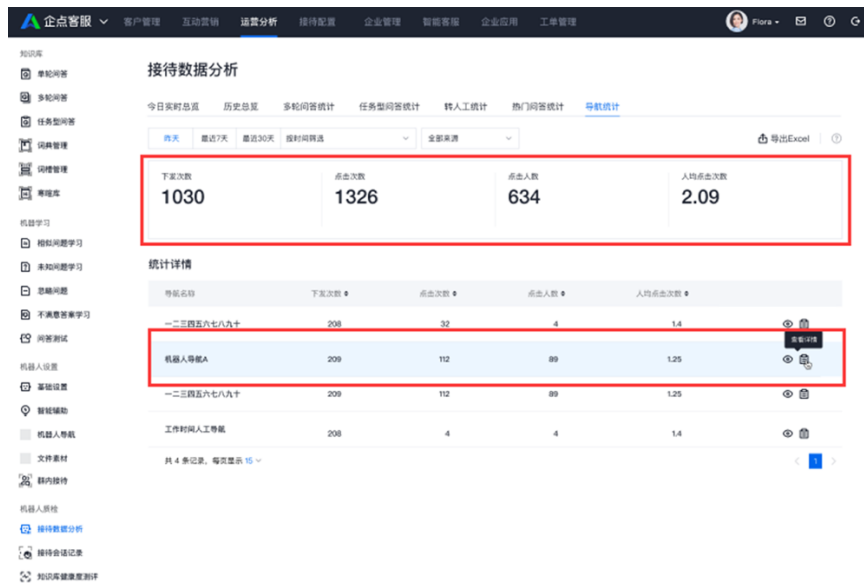 企点客服 客户管理 互动营销 运营分析 接待配置 企业管理 智能客服 企业应用 工单管理 Fiora
知识库
单轮问答
多轮问答
任务型问答
词典管理
词槽管理
寒暄库
机器学习
相似问题学习
未知问题学习
忽略问题
不满意答案学习
问答测试
机器人设置
基础设置
智能辅助
机器人导航
文件素材
群内接待
机器人质检
接待数据分析
接待会话记录
知识库健康度测评
接待数据分析
今日实时总览 历史总览 多轮问答统计 任务型问答统计 转人工统计 热门问答统计 导航统计
昨天 最近7天 最近30天 按时间筛选 全部来源 导出Excel
下发次数 点击次数 点击人数 人均点击次数
1030 1326 634 2.09
统计详情
导航名称 下发次数 点击次数 点击人数 人均点击次数
一二三四五六七八九十 208 32 4 1.4
查看详情
机器人导航A 209 112 89 1.25
一二三四五六七八九十 209 112 89 1.25
工作时间人工导航 208 4 4 1.4
共 4 条记录，每页显示 15
1